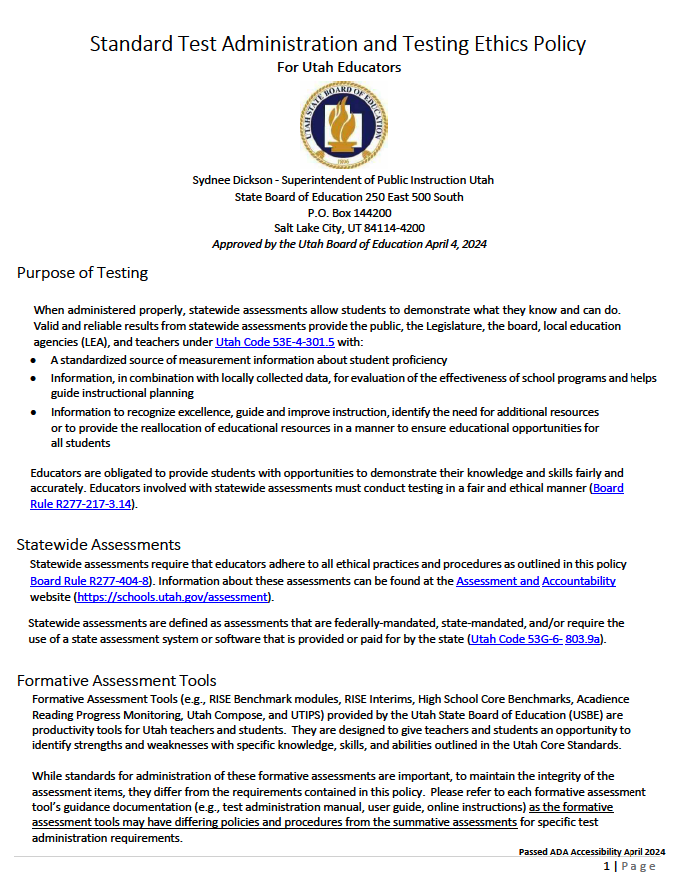 Standard Test Administration and Testing Ethics Policy
For Utah Educators
UTAH STATE BOARD OF EDUCATION
1896
Sydnee Dickson - Superintendent of Public Instruction Utah
State Board of Education 250 East 500 South
P.O. Box 144200
Salt Lake City, UT 84114-4200
Approved by the Utah Board of Education April 4, 2024
Purpose of Testing
When administered properly, statewide assessments allow students to demonstrate what they know and can do.
Valid and reliable results from statewide assessments provide the public, the Legislature, the board, local education
agencies (LEA), and teachers under Utah Code 53E-4-301.5 with:
• A standardized source of measurement information about student proficiency
• Information, in combination with locally collected data, for evaluation of the effectiveness of school programs and helps
guide instructional planning
• Information to recognize excellence, guide and improve instruction, identify the need for additional resources
or to provide the reallocation of educational resources in a manner to ensure educational opportunities for
all students
Educators are obligated to provide students with opportunities to demonstrate their knowledge and skills fairly and
accurately. Educators involved with statewide assessments must conduct testing in a fair and ethical manner (Board
Rule R277-217-3.14).
Statewide Assessments
Statewide assessments require that educators adhere to all ethical practices and procedures as outlined in this policy
Board Rule R277-404-8). Information about these assessments can be found at the Assessment and Accountability
website (https://schools.utah.gov/assessment).
Statewide assessments are defined as assessments that are federally-mandated, state-mandated, and/or require the
use of a state assessment system or software that is provided or paid for by the state (Utah Code 53G-6- 803.9a).
Formative Assessment Tools
Formative Assessment Tools (e.g., RISE Benchmark modules, RISE Interims, High School Core Benchmarks, Acadience
Reading Progress Monitoring, Utah Compose, and UTIPS) provided by the Utah State Board of Education (USBE) are
productivity tools for Utah teachers and students. They are designed to give teachers and students an opportunity to
identify strengths and weaknesses with specific knowledge, skills, and abilities outlined in the Utah Core Standards.
While standards for administration of these formative assessments are important, to maintain the integrity of the
assessment items, they differ from the requirements contained in this policy. Please refer to each formative assessment
tool's guidance documentation (e.g., test administration manual, user guide, online instructions) as the formative
assessment tools may have differing policies and procedures from the summative assessments for specific test
administration requirements.
Passed ADA Accessibility April 2024
1 | Page